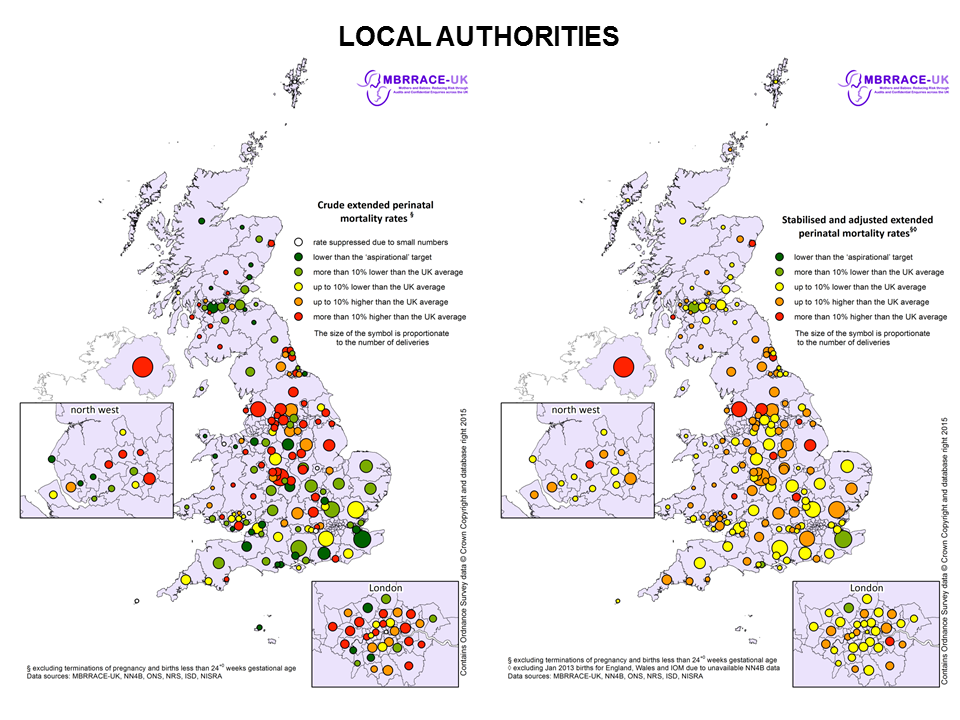 LOCAL AUTHORITIES
MBRRACE-UK
Mothers and Babies: Reducing Risk through
Audits and Confidential Enquiries across the UK
Crude extended perinatal
mortality rates §
rate suppressed due to small numbers
lower than the ‘aspirational’ target
more than 10% lower than the UK average
up to 10% lower than the UK average
up to 10% higher than the UK average
more than 10% higher than the UK average
The size of the symbol is proportionate
to the number of deliveries
north west
London
Contains Ordnance Survey data © Crown Copyright and database right 2015
§ excluding terminations of pregnancy and births less than 24⁺⁰ weeks gestational age
Data sources: MBRRACE-UK, NN4B, ONS, NRS, ISD, NISRA
MBRRACE-UK
Mothers and Babies: Reducing Risk through
Audits and Confidential Enquiries across the UK
Stabilised and adjusted extended
perinatal mortality rates§◊
lower than the ‘aspirational’ target
more than 10% lower than the UK average
up to 10% lower than the UK average
up to 10% higher than the UK average
more than 10% higher than the UK average
The size of the symbol is proportionate
to the number of deliveries
north west
London
Contains Ordnance Survey data © Crown Copyright and database right 2015
§ excluding terminations of pregnancy and births less than 24⁺⁰ weeks gestational age
◊ excluding Jan 2013 births for England, Wales and IOM due to unavailable NN4B data
Data sources: MBRRACE-UK, NN4B, ONS, NRS, ISD, NISRA